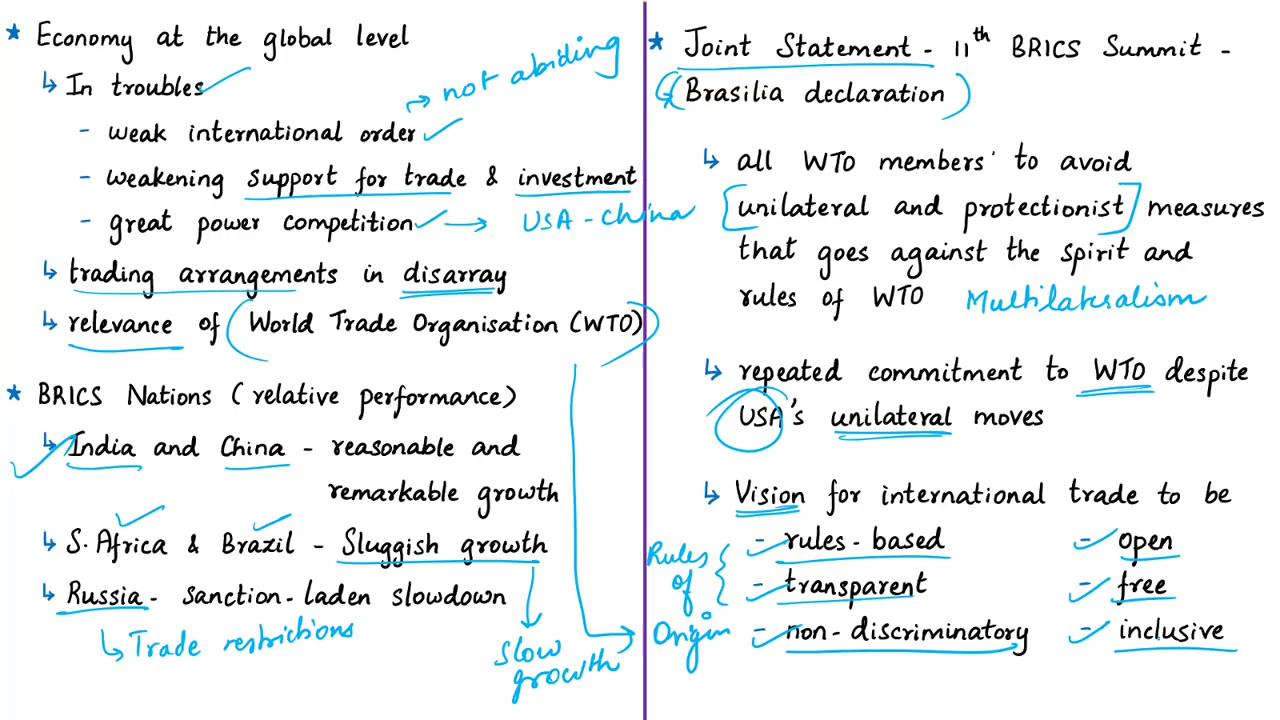 * Economy at the global level
↳ In troubles
→ not abiding
- weak international order
- weakening support for trade & investment
- great power competition → USA - China
↳ trading arrangements in disarray
↳ relevance of (World Trade Organisation (WTO))
* BRICS Nations (relative performance)
↳ India and China - reasonable and
remarkable growth
↳ S. Africa & Brazil - Sluggish growth
↳ Russia - sanction-laden slowdown
↳ Trade restrictions
slow
growth
* Joint Statement - 11th BRICS Summit -
↳ (Brasilia declaration)
↳ all WTO members' to avoid
[unilateral and protectionist] measures
that goes against the spirit and
rules of WTO Multilateralism
↳ repeated commitment to WTO despite
USA's unilateral moves
↳ Vision for international trade to be
- rules-based - open
- transparent - free
- non-discriminatory - inclusive
Rules
of
Origin